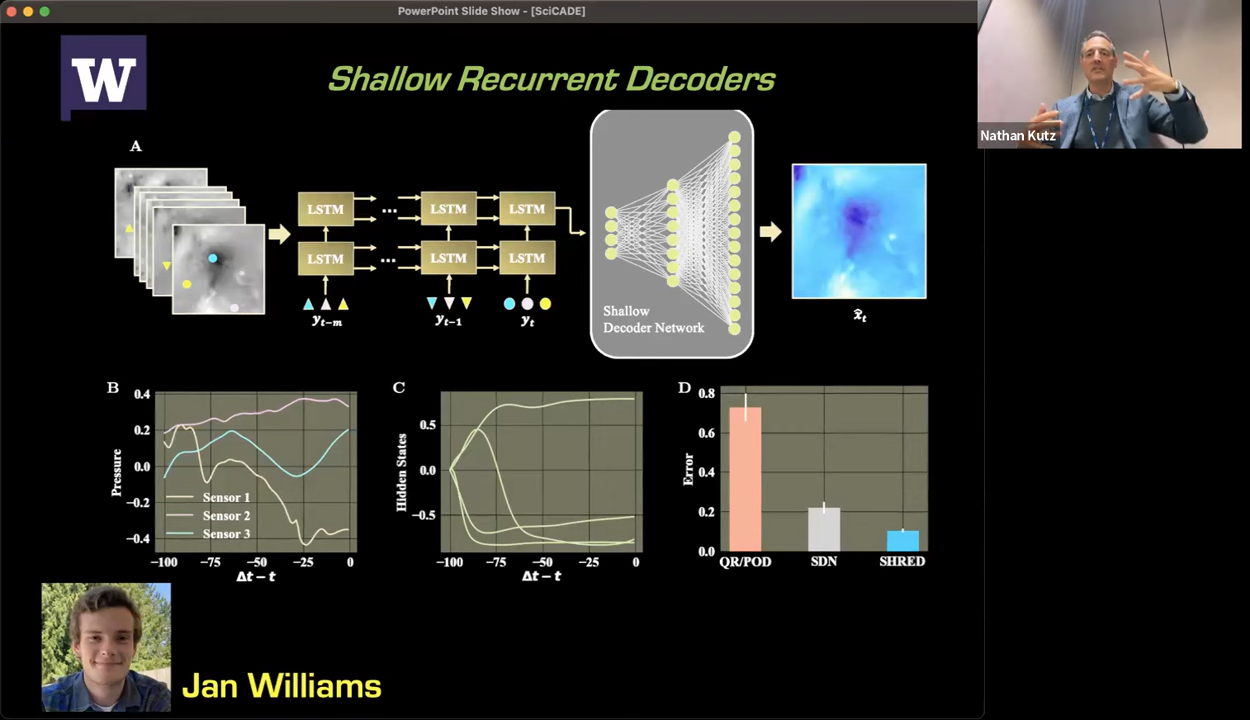 PowerPoint Slide Show - [SciCADE]
W
Shallow Recurrent Decoders
Nathan Kutz
A
LSTM ... LSTM LSTM
LSTM ... LSTM LSTM
y_{t-m} y_{t-1} y_t
Shallow
Decoder Network
x̂_t
B
Pressure
0.4
0.2
0.0
−0.2
−0.4
Sensor 1
Sensor 2
Sensor 3
−100 −75 −50 −25 0
Δt − t
C
Hidden States
0.5
0.0
−0.5
−100 −75 −50 −25 0
Δt − t
D
Error
0.8
0.6
0.4
0.2
0.0
QR/POD SDN SHRED
Jan Williams